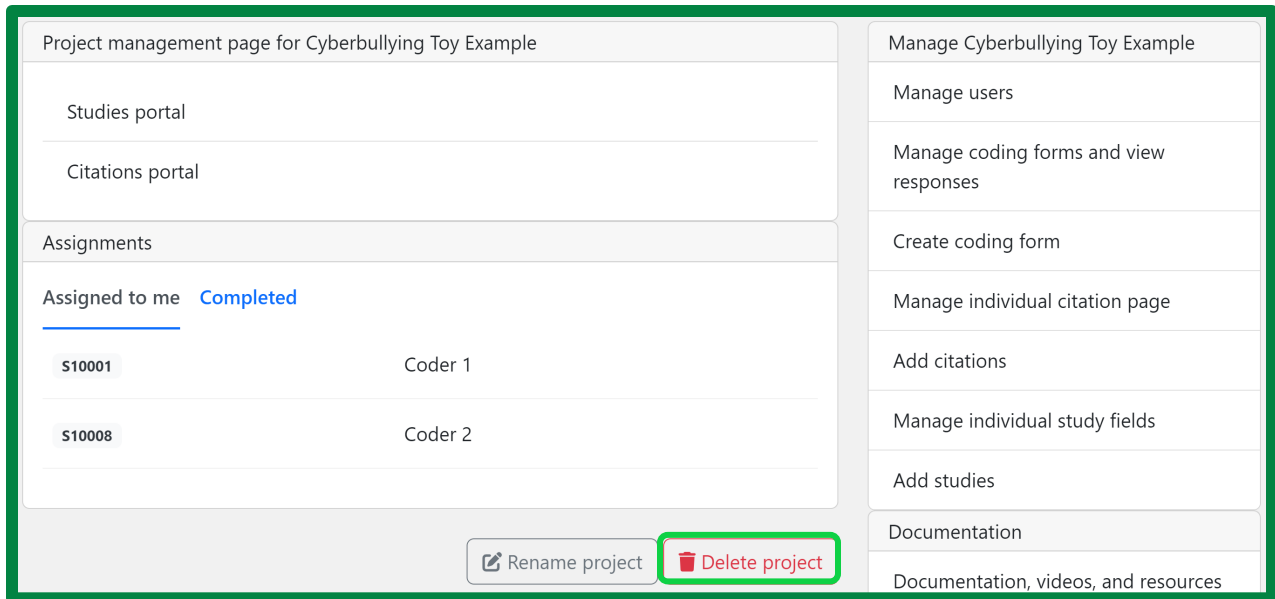 Project management page for Cyberbullying Toy Example
Studies portal
Citations portal
Assignments
Assigned to me Completed
S10001 Coder 1
S10008 Coder 2
Rename project Delete project
Manage Cyberbullying Toy Example
Manage users
Manage coding forms and view
responses
Create coding form
Manage individual citation page
Add citations
Manage individual study fields
Add studies
Documentation
Documentation, videos, and resources